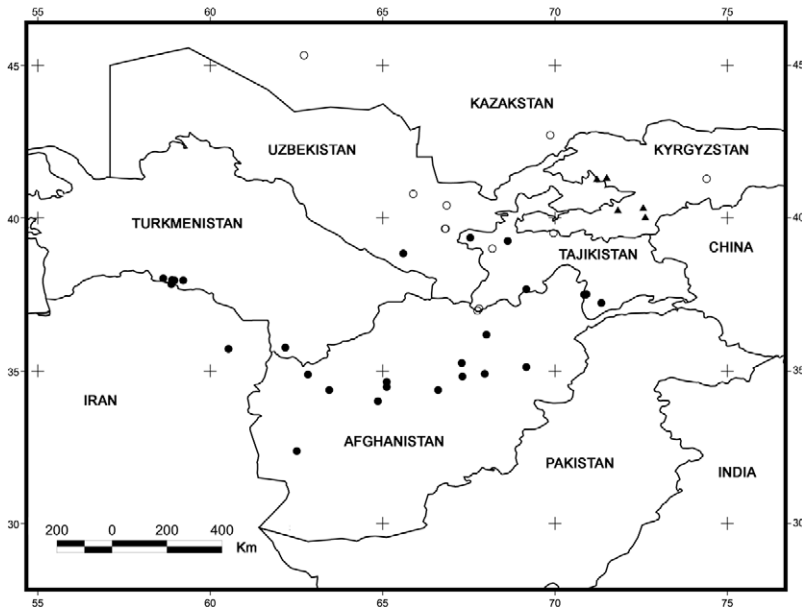 55 60 65 70 75
45 45
KAZAKSTAN
UZBEKISTAN KYRGYZSTAN
40 40
TURKMENISTAN
CHINA
TAJIKISTAN
35 35
IRAN
AFGHANISTAN
PAKISTAN
INDIA
30 30
200 0 200 400
Km
55 60 65 70 75